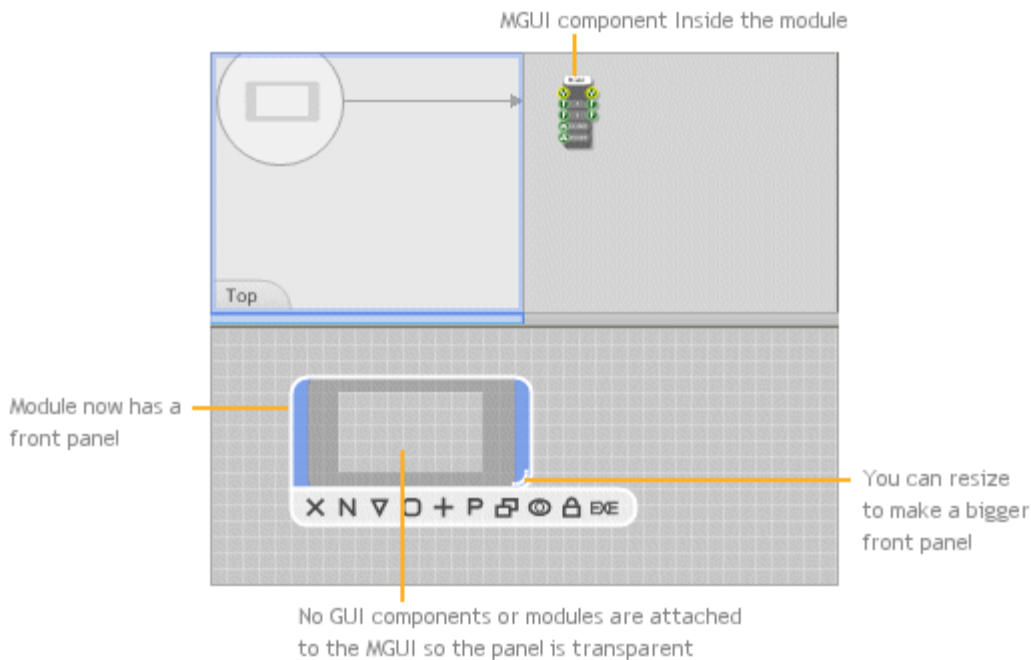 MGUI component Inside the module
Top
Module now has a
front panel
X N ▽ O + P EXE
You can resize
to make a bigger
front panel
No GUI components or modules are attached
to the MGUI so the panel is transparent